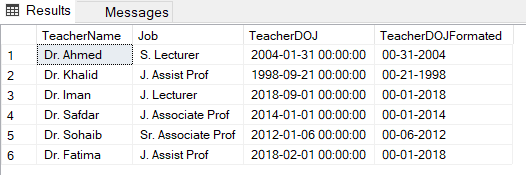 Results Messages
TeacherName Job TeacherDOJ TeacherDOJFormated
1 Dr. Ahmed S. Lecturer 2004-01-31 00:00:00 00-31-2004
2 Dr. Khalid J. Assist Prof 1998-09-21 00:00:00 00-21-1998
3 Dr. Iman J. Lecturer 2018-09-01 00:00:00 00-01-2018
4 Dr. Safdar J. Associate Prof 2014-01-01 00:00:00 00-01-2014
5 Dr. Sohaib Sr. Associate Prof 2012-01-06 00:00:00 00-06-2012
6 Dr. Fatima J. Assist Prof 2018-02-01 00:00:00 00-01-2018